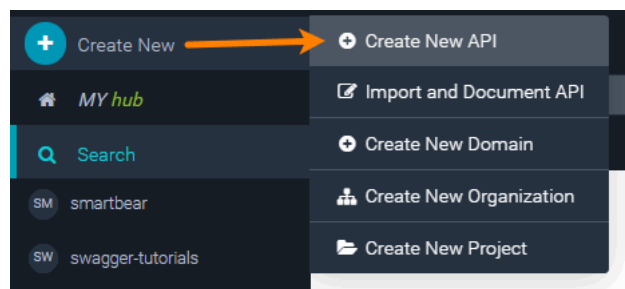 Create New
MY hub
Search
SM smartbear
SW swagger-tutorials
Create New API
Import and Document API
Create New Domain
Create New Organization
Create New Project